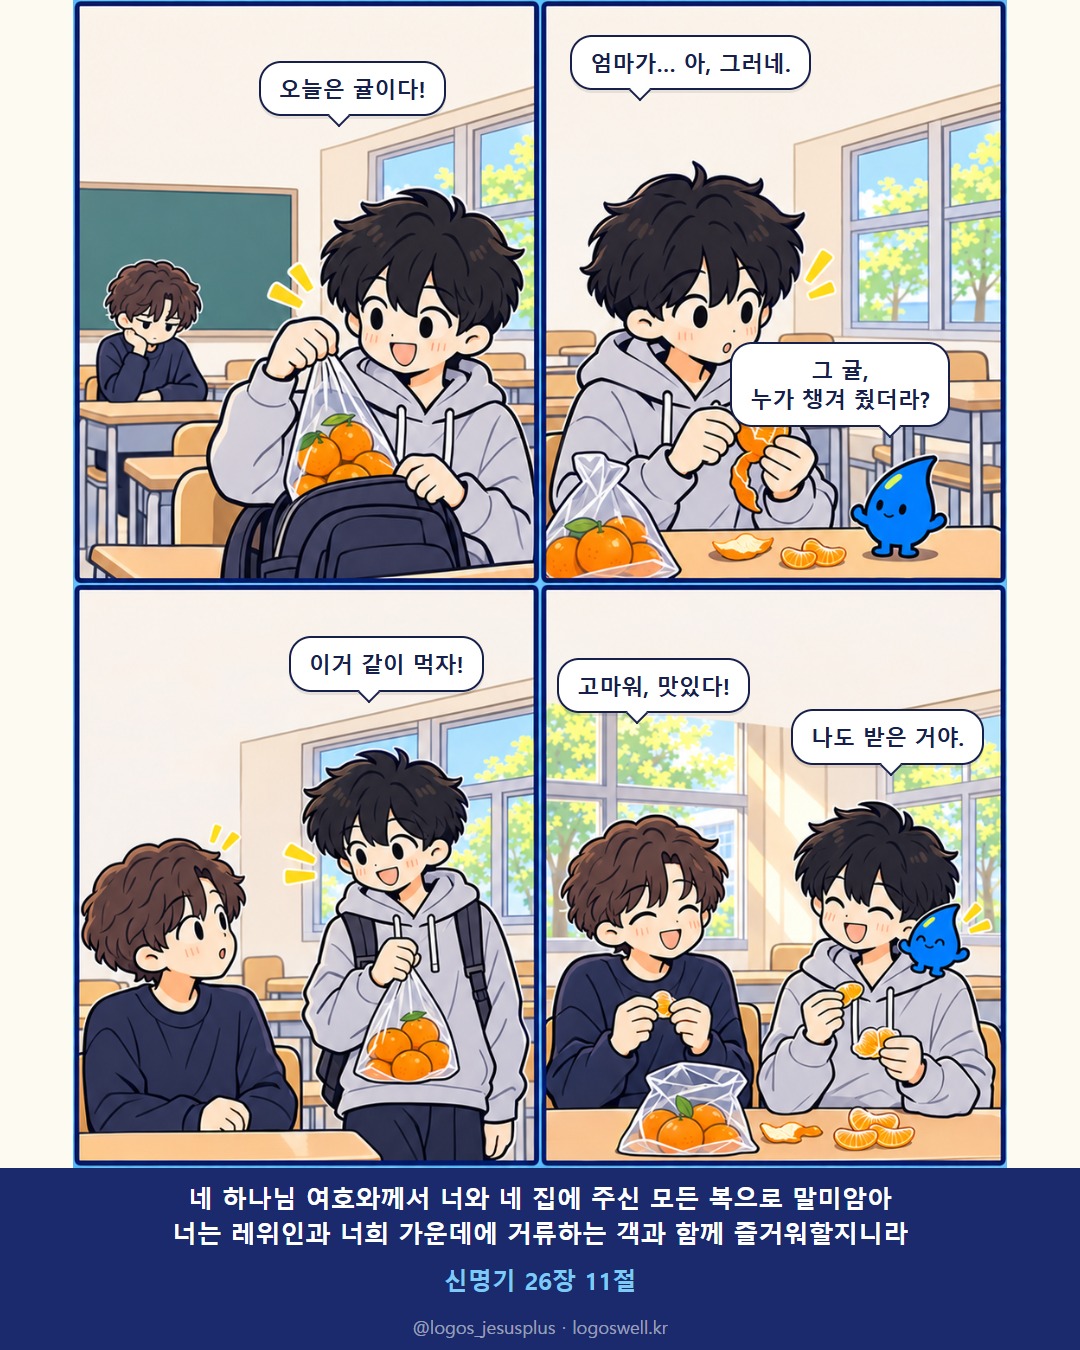 오늘은 귤이다!
엄마가... 아, 그러네.
그 귤,
누가 챙겨 줬더라?
이거 같이 먹자!
고마워, 맛있다!
나도 받은 거야.
네 하나님 여호와께서 너와 네 집에 주신 모든 복으로 말미암아
너는 레위인과 너희 가운데에 거류하는 객과 함께 즐거워할지니라
신명기 26장 11절
@logos_jesusplus · logoswell.kr